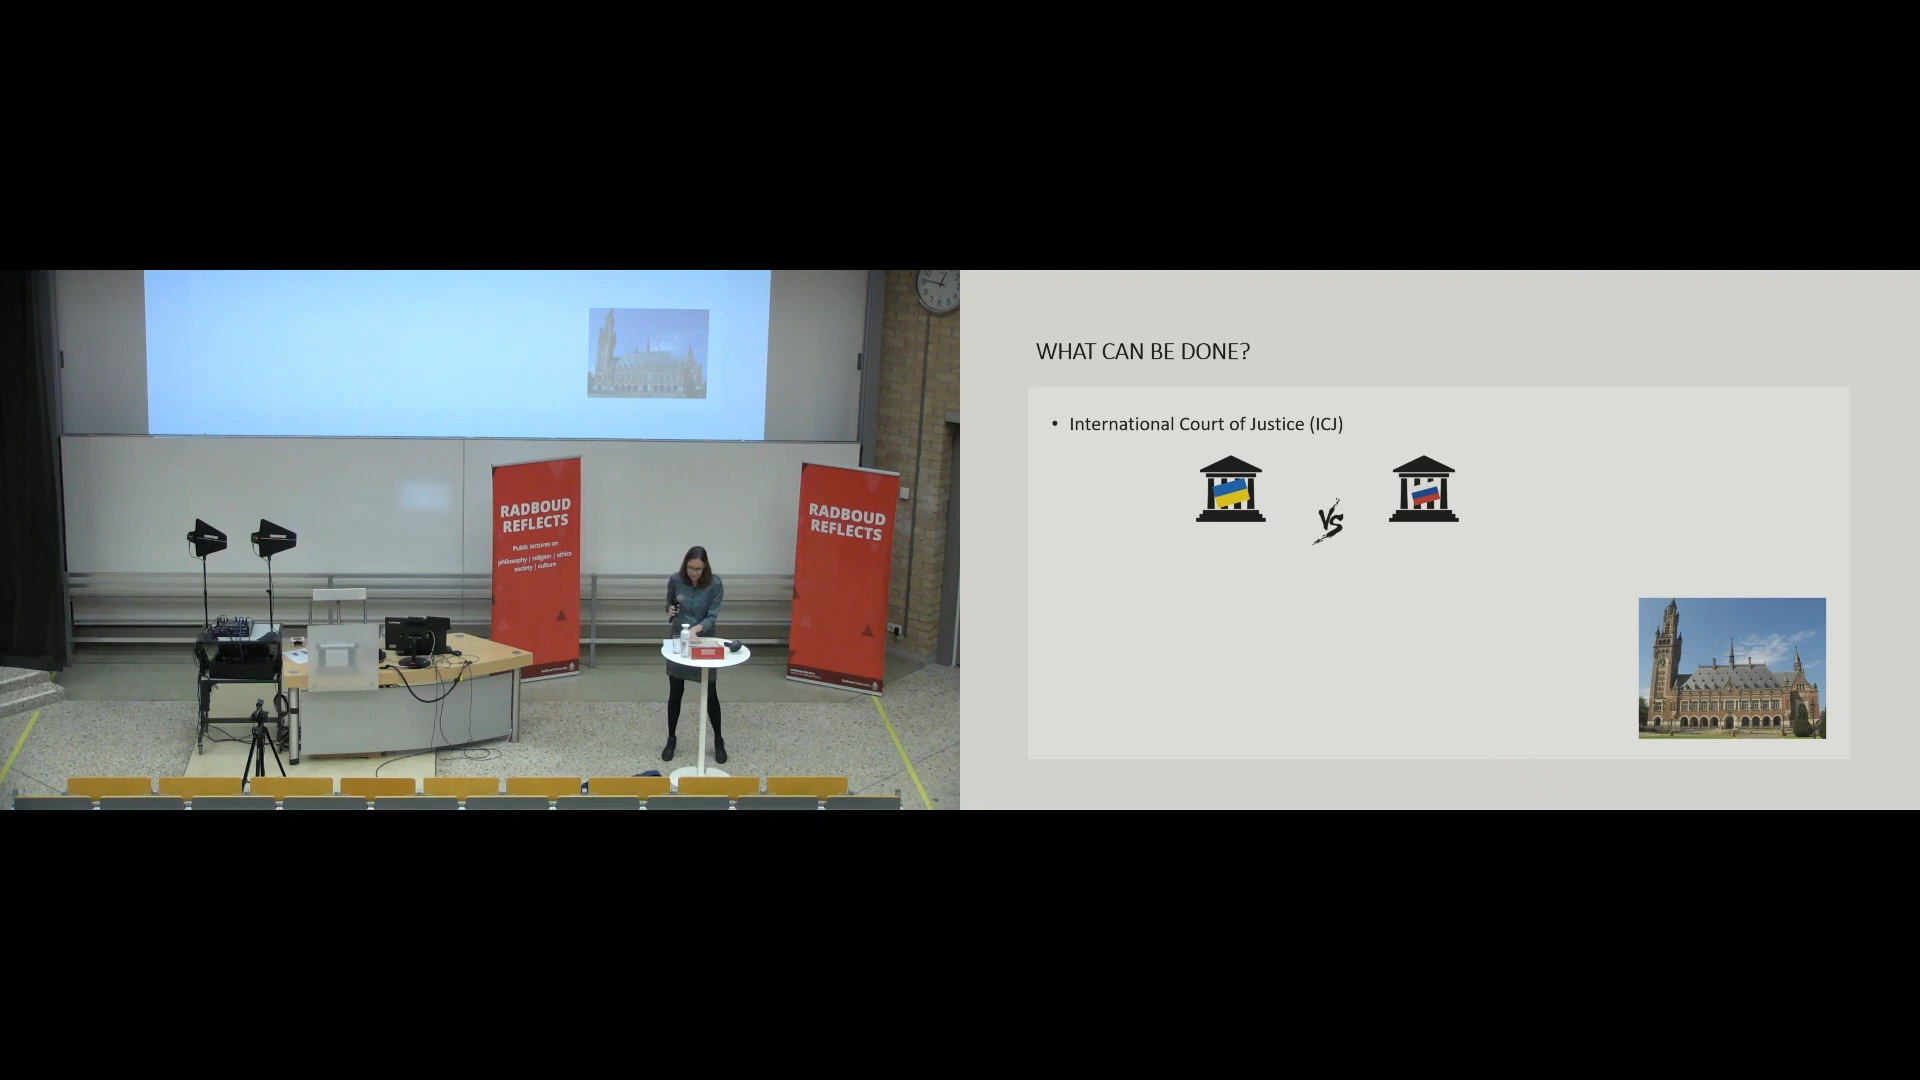 RADBOUD
REFLECTS
Public lectures on
philosophy | religion | ethics
society | culture
RADBOUD
REFLECTS
WHAT CAN BE DONE?
• International Court of Justice (ICJ)
VS